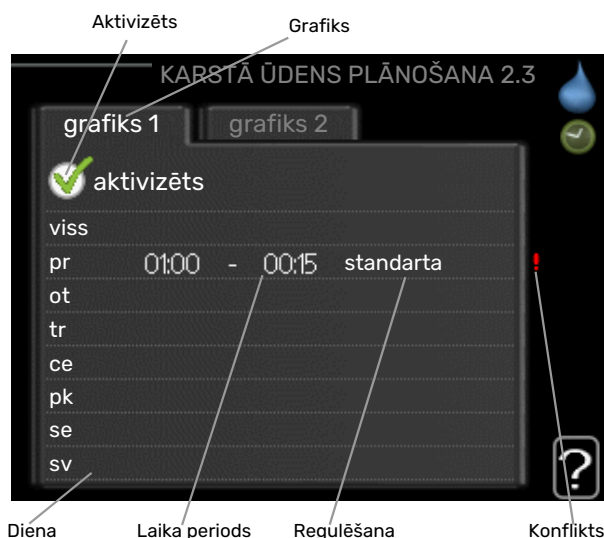 Aktivizēts
Grafiks
KARSTĀ ŪDENS PLĀNOŠANA 2.3
grafiks 1 grafiks 2
aktivizēts
viss
pr 01:00 - 00:15 standarta !
ot
tr
ce
pk
se
sv
?
Diena Laika periods Regulēšana Konflikts